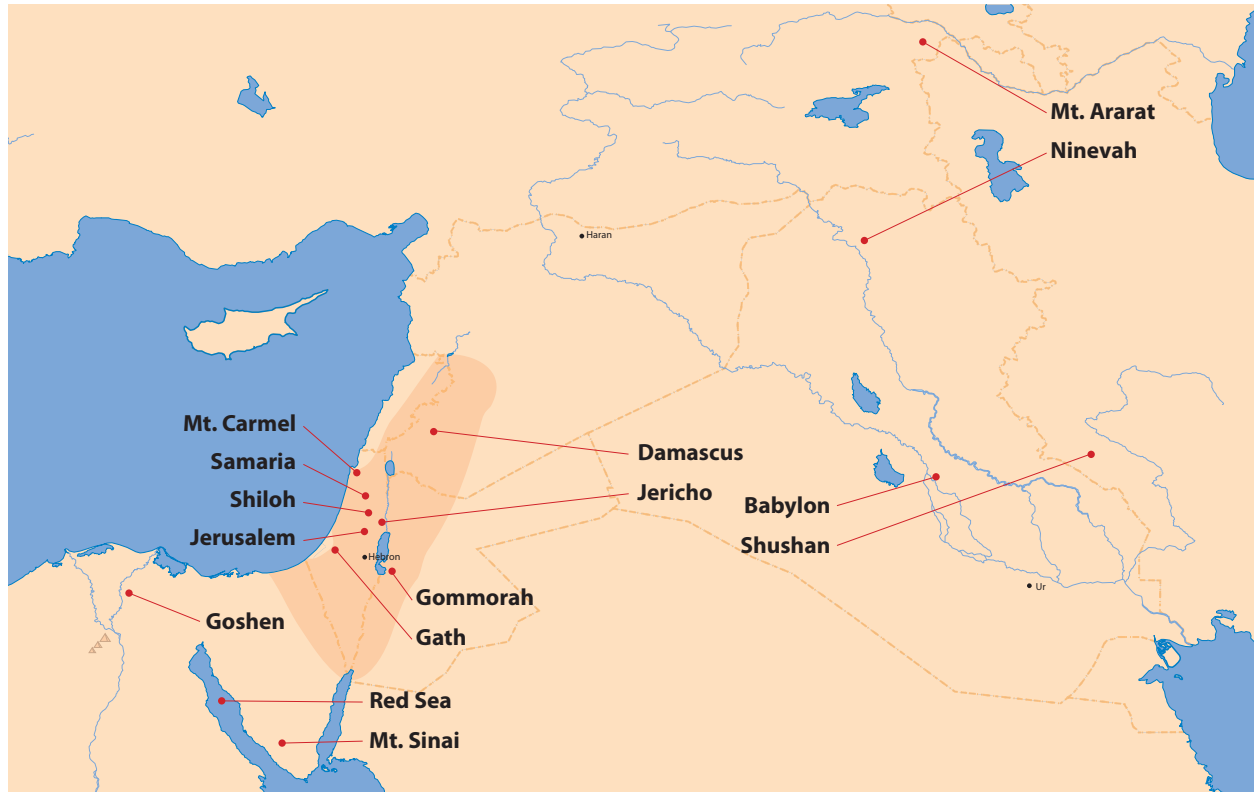 Mt. Ararat
Ninevah
Haran
Mt. Carmel
Samaria
Shiloh
Jerusalem
Damascus
Jericho
Babylon
Shushan
Hebron
Ur
Gommorah
Goshen
Gath
Red Sea
Mt. Sinai